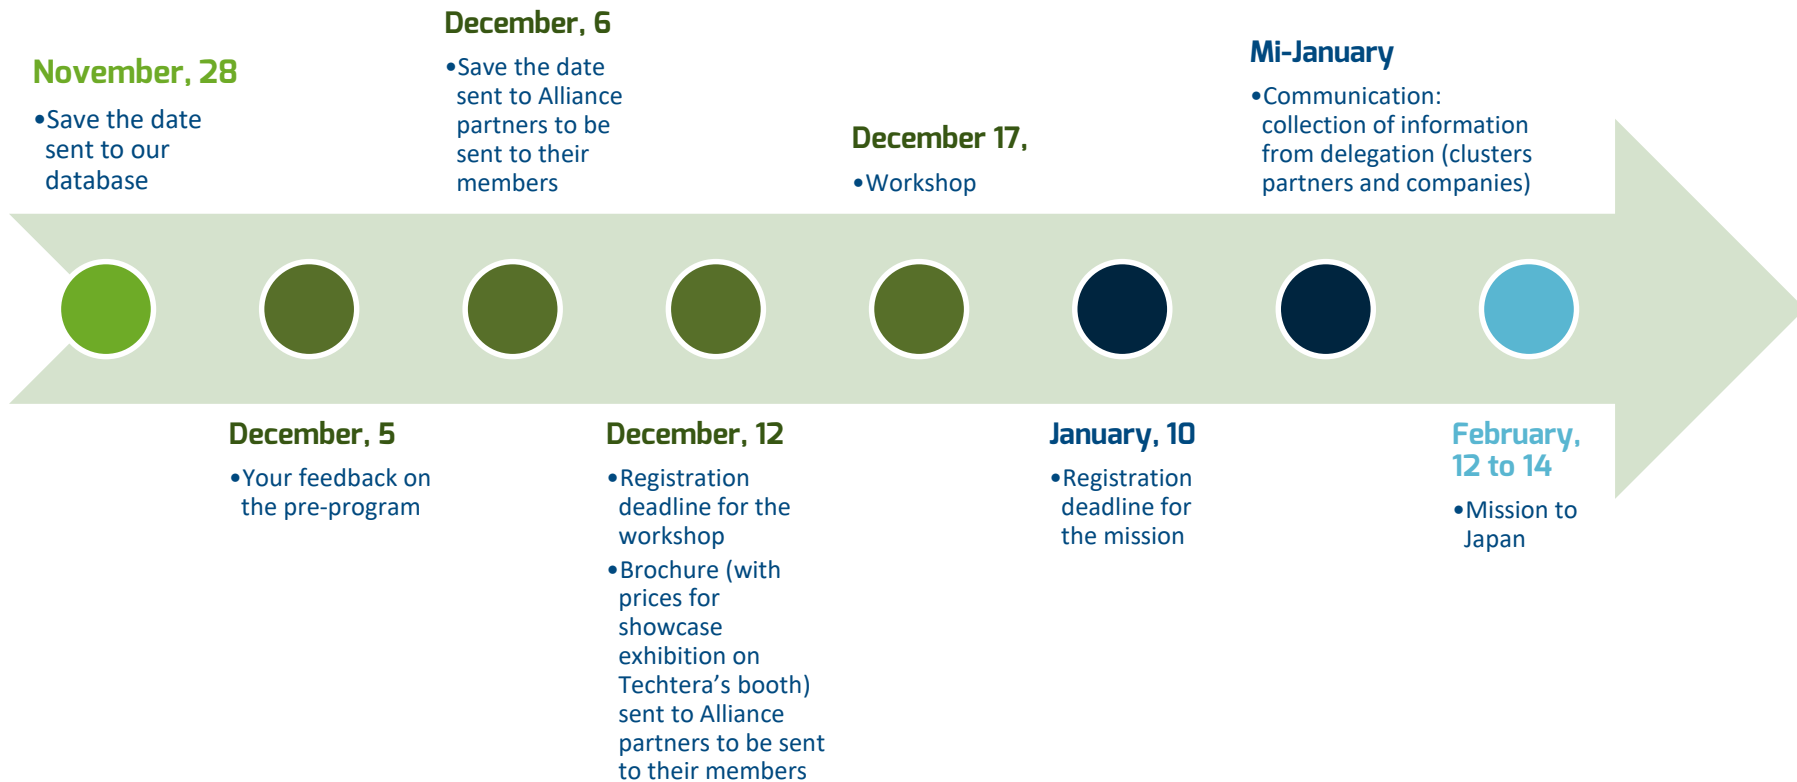 November, 28
•Save the date
sent to our
database
December, 5
•Your feedback on
the pre-program
December, 6
•Save the date
sent to Alliance
partners to be
sent to their
members
December, 12
•Registration
deadline for the
workshop
•Brochure (with
prices for
showcase
exhibition on
Techtera’s booth)
sent to Alliance
partners to be sent
to their members
December 17,
•Workshop
January, 10
•Registration
deadline for
the mission
Mi-January
•Communication:
collection of information
from delegation (clusters
partners and companies)
February,
12 to 14
•Mission to
Japan